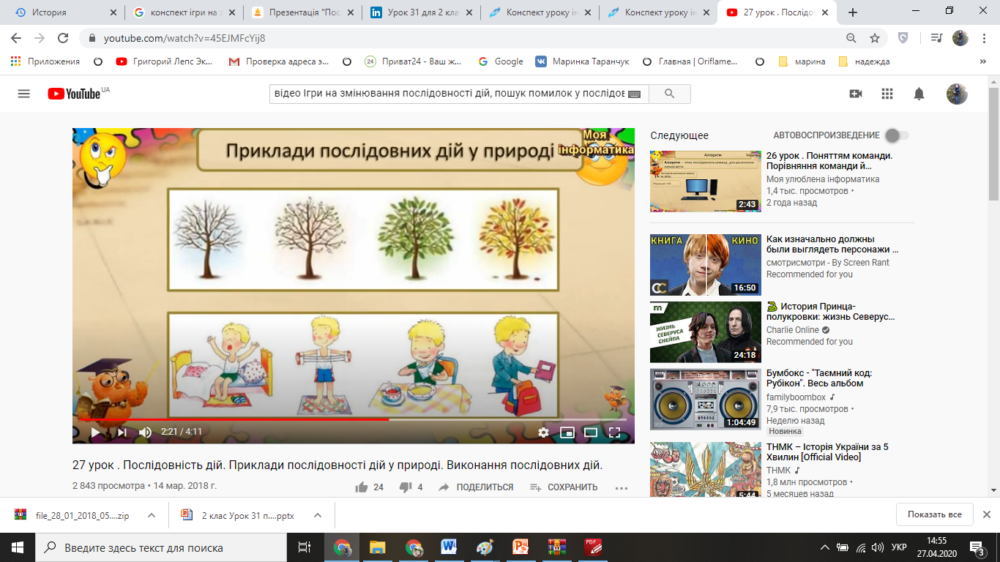 История
конспект ігри на з
Презентація "Пос
Урок 31 для 2 кла
Конспект уроку ін
Конспект уроку ін
27 урок . Послідов
youtube.com/watch?v=45EJMFcYij8
Приложения
Григорий Лепс Эк...
Проверка адреса э...
24
Приват24 - Ваш ж...
Google
Маринка Таранчук
Главная | Oriflame...
марина
надежда
YouTube UA
відео Ігри на змінювання послідовності дій, пошук помилок у послідов
Моя інформатика
Приклади послідовних дій у природі
2:21 / 4:11
27 урок . Послідовність дій. Приклади послідовності дій у природі. Виконання послідовних дій.
2 843 просмотра • 14 мар. 2018 г.
24
4
ПОДЕЛИТЬСЯ
СОХРАНИТЬ
Следующее
АВТОВОСПРОИЗВЕДЕНИЕ
Алгоритм
2:43
26 урок . Поняттям команди.
Порівняння команди й...
Моя улюблена інформатика
1,4 тыс. просмотров •
2 года назад
КНИГА КИНО
16:50
Как изначально должны
были выглядеть персонажи ...
смотрисмотри - By Screen Rant
Recommended for you
ЖИЗНЬ
СЕВЕРУСА
СНЕЙПА
24:18
История Принца-
полукровки: жизнь Северус...
Charlie Online
Recommended for you
1:04:49
Бумбокс - "Таємний код:
Рубікон". Весь альбом
familyboombox
7,9 тыс. просмотров •
Неделю назад
Новинка
5:44
ТНМК – Історія України за 5
Хвилин [Official Video]
ТНМК
1,8 млн просмотров •
5 месяцев назад
file_28_01_2018_05....zip
2 клас Урок 31 п....pptx
Показать все
Введите здесь текст для поиска
PDF
УКР
14:55
27.04.2020
3